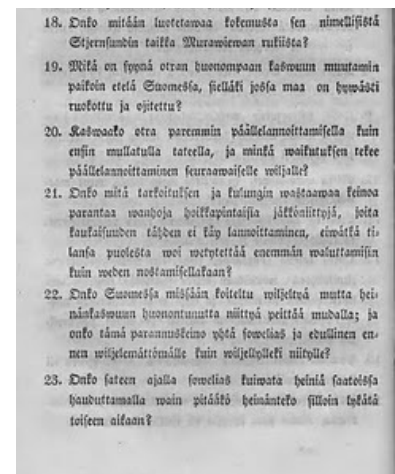 18. Onko mitään luotetawaa kokemusta sen nimellisistä
Stjernsundin taikka Murawiewan rukiista?
19. Mikä on syynä otran huonompaan kaswuun muutamin
paikoin etelä Suomessa, sielläki jossa maa on hywästi
ruokottu ja ojitettu?
20. Kaswaako otra paremmin päällelannoittamisella kuin
ensin mullatulla tateella, ja minkä waikutuksen tekee
päällelannoittaminen seuraawaiselle wiljalle?
21. Onko mitä tarkoituksen ja kulungin wastaawaa keinoa
parantaa wanhoja hoikkapintaisia jäkköniittyjä, joita
kaukaisuuden tähden ei käy lannoittaminen, eiwätkä ti-
lansa puolesta woi wetytettää enemmän waluttamisin
kuin weden nostamisellakaan?
22. Onko Suomessa missään koiteltu wiljeltyä mutta hei-
nänkaswuun huonontunutta niittyä peittää mudalla; ja
onko tämä parannuskeino yhtä sowelias ja edullinen en-
nen wiljelemättömälle kuin wiljellylleki niitylle?
23. Onko sateen ajalla sowelias kuiwata heiniä saatoissa
hauduttamalla wain pitääkö heinänteko silloin lykätä
toiseen aikaan?